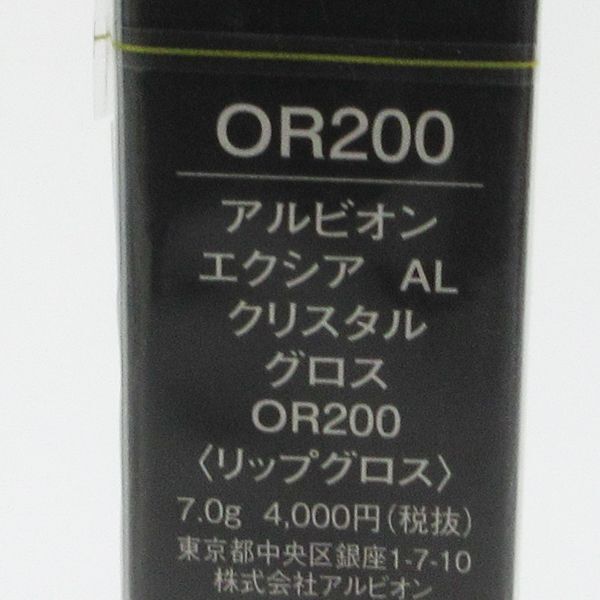 OR200
アルビオン
エクシア AL
クリスタル
グロス
OR200
〈リップグロス〉
7.0g 4,000円(税抜)
東京都中央区銀座1-7-10
株式会社アルビオン